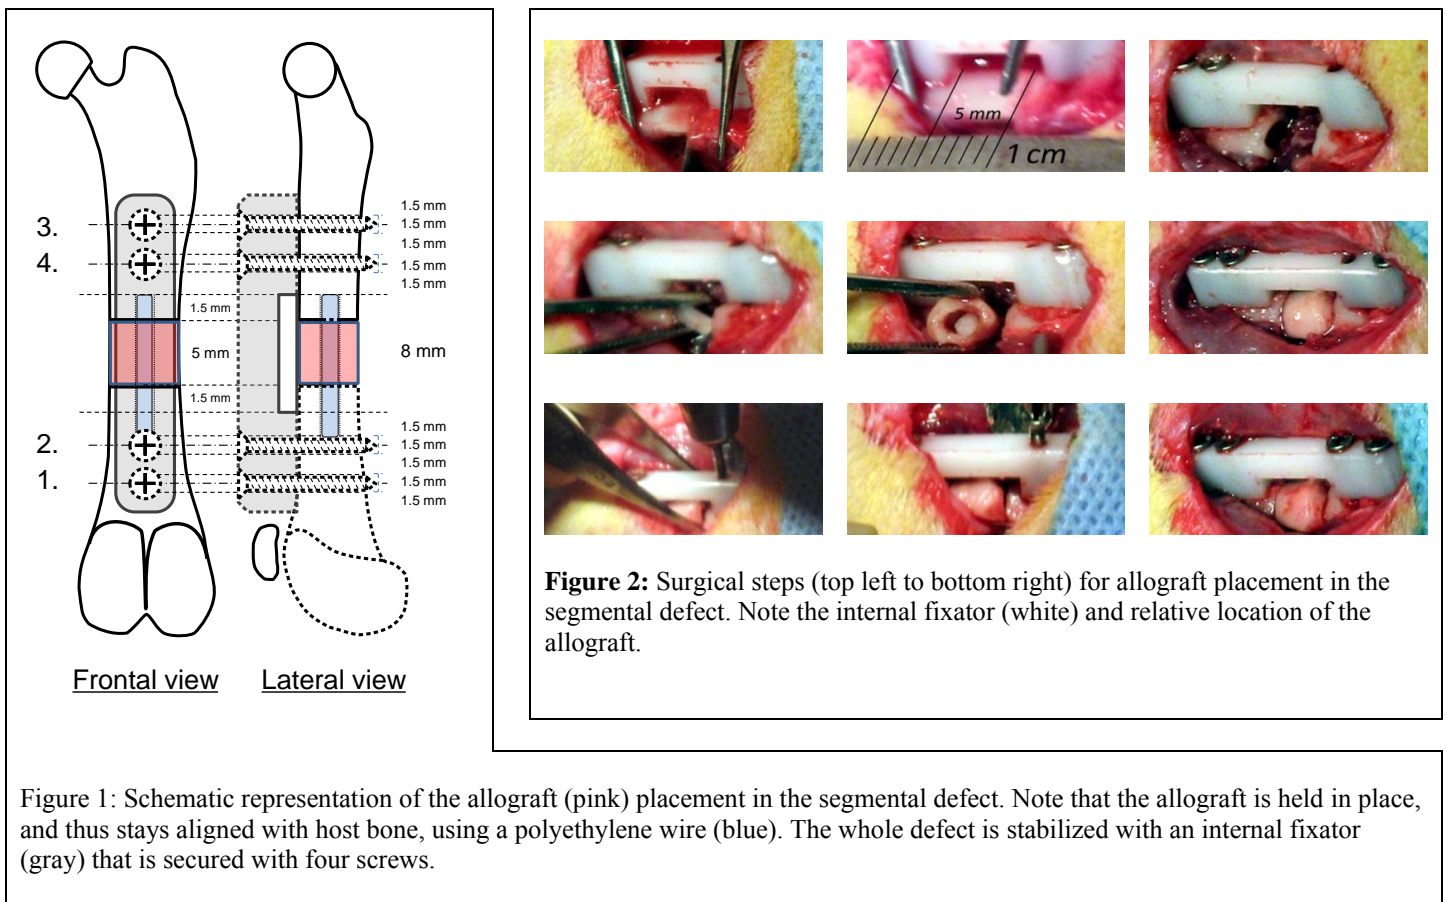 3.
4.
2.
1.
1.5 mm
5 mm
1.5 mm
1.5 mm
1.5 mm
1.5 mm
1.5 mm
1.5 mm
8 mm
1.5 mm
1.5 mm
1.5 mm
1.5 mm
1.5 mm
Frontal view
Lateral view
5 mm
1 cm
Figure 2: Surgical steps (top left to bottom right) for allograft placement in the
segmental defect. Note the internal fixator (white) and relative location of the
allograft.
Figure 1: Schematic representation of the allograft (pink) placement in the segmental defect. Note that the allograft is held in place,
and thus stays aligned with host bone, using a polyethylene wire (blue). The whole defect is stabilized with an internal fixator
(gray) that is secured with four screws.